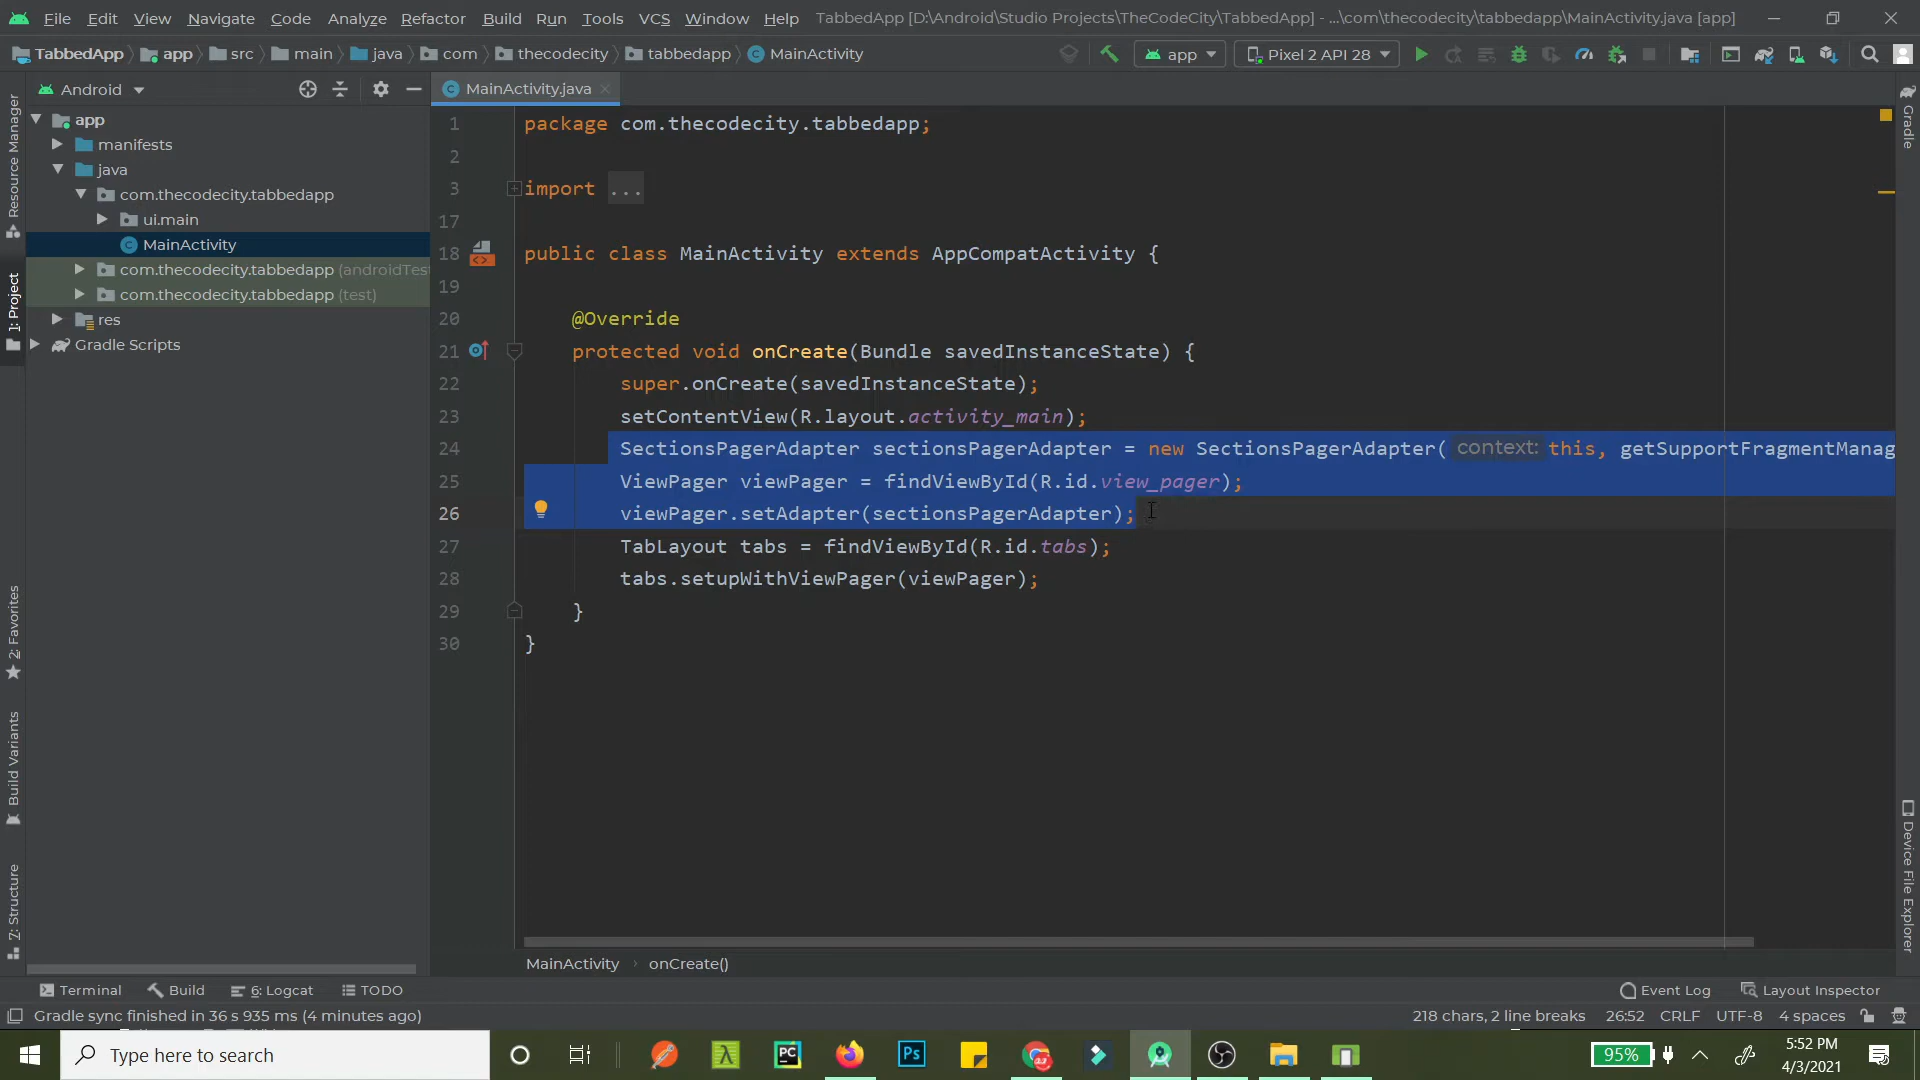 File Edit View Navigate Code Analyze Refactor Build Run Tools VCS Window Help TabbedApp [D:\Android\Studio Projects\TheCodeCity\TabbedApp] - ...\com\thecodecity\tabbedapp\MainActivity.java [app]
TabbedApp app src main java com thecodecity tabbedapp MainActivity app Pixel 2 API 28
Android
MainActivity.java
app
manifests
java
com.thecodecity.tabbedapp
ui.main
MainActivity
com.thecodecity.tabbedapp (androidTest
com.thecodecity.tabbedapp (test)
res
Gradle Scripts
Resource Manager
1: Project
2: Favorites
Build Variants
7: Structure
1 package com.thecodecity.tabbedapp;
2
3 import ...
17
18 public class MainActivity extends AppCompatActivity {
19
20 @Override
21 protected void onCreate(Bundle savedInstanceState) {
22 super.onCreate(savedInstanceState);
23 setContentView(R.layout.activity_main);
24 SectionsPagerAdapter sectionsPagerAdapter = new SectionsPagerAdapter( context: this, getSupportFragmentManag
25 ViewPager viewPager = findViewById(R.id.view_pager);
26 viewPager.setAdapter(sectionsPagerAdapter);
27 TabLayout tabs = findViewById(R.id.tabs);
28 tabs.setupWithViewPager(viewPager);
29 }
30 }
Gradle
Device File Explorer
MainActivity › onCreate()
Terminal Build 6: Logcat TODO Event Log Layout Inspector
Gradle sync finished in 36 s 935 ms (4 minutes ago) 218 chars, 2 line breaks 26:52 CRLF UTF-8 4 spaces
Type here to search
PC
Ps
95%
5:52 PM
4/3/2021